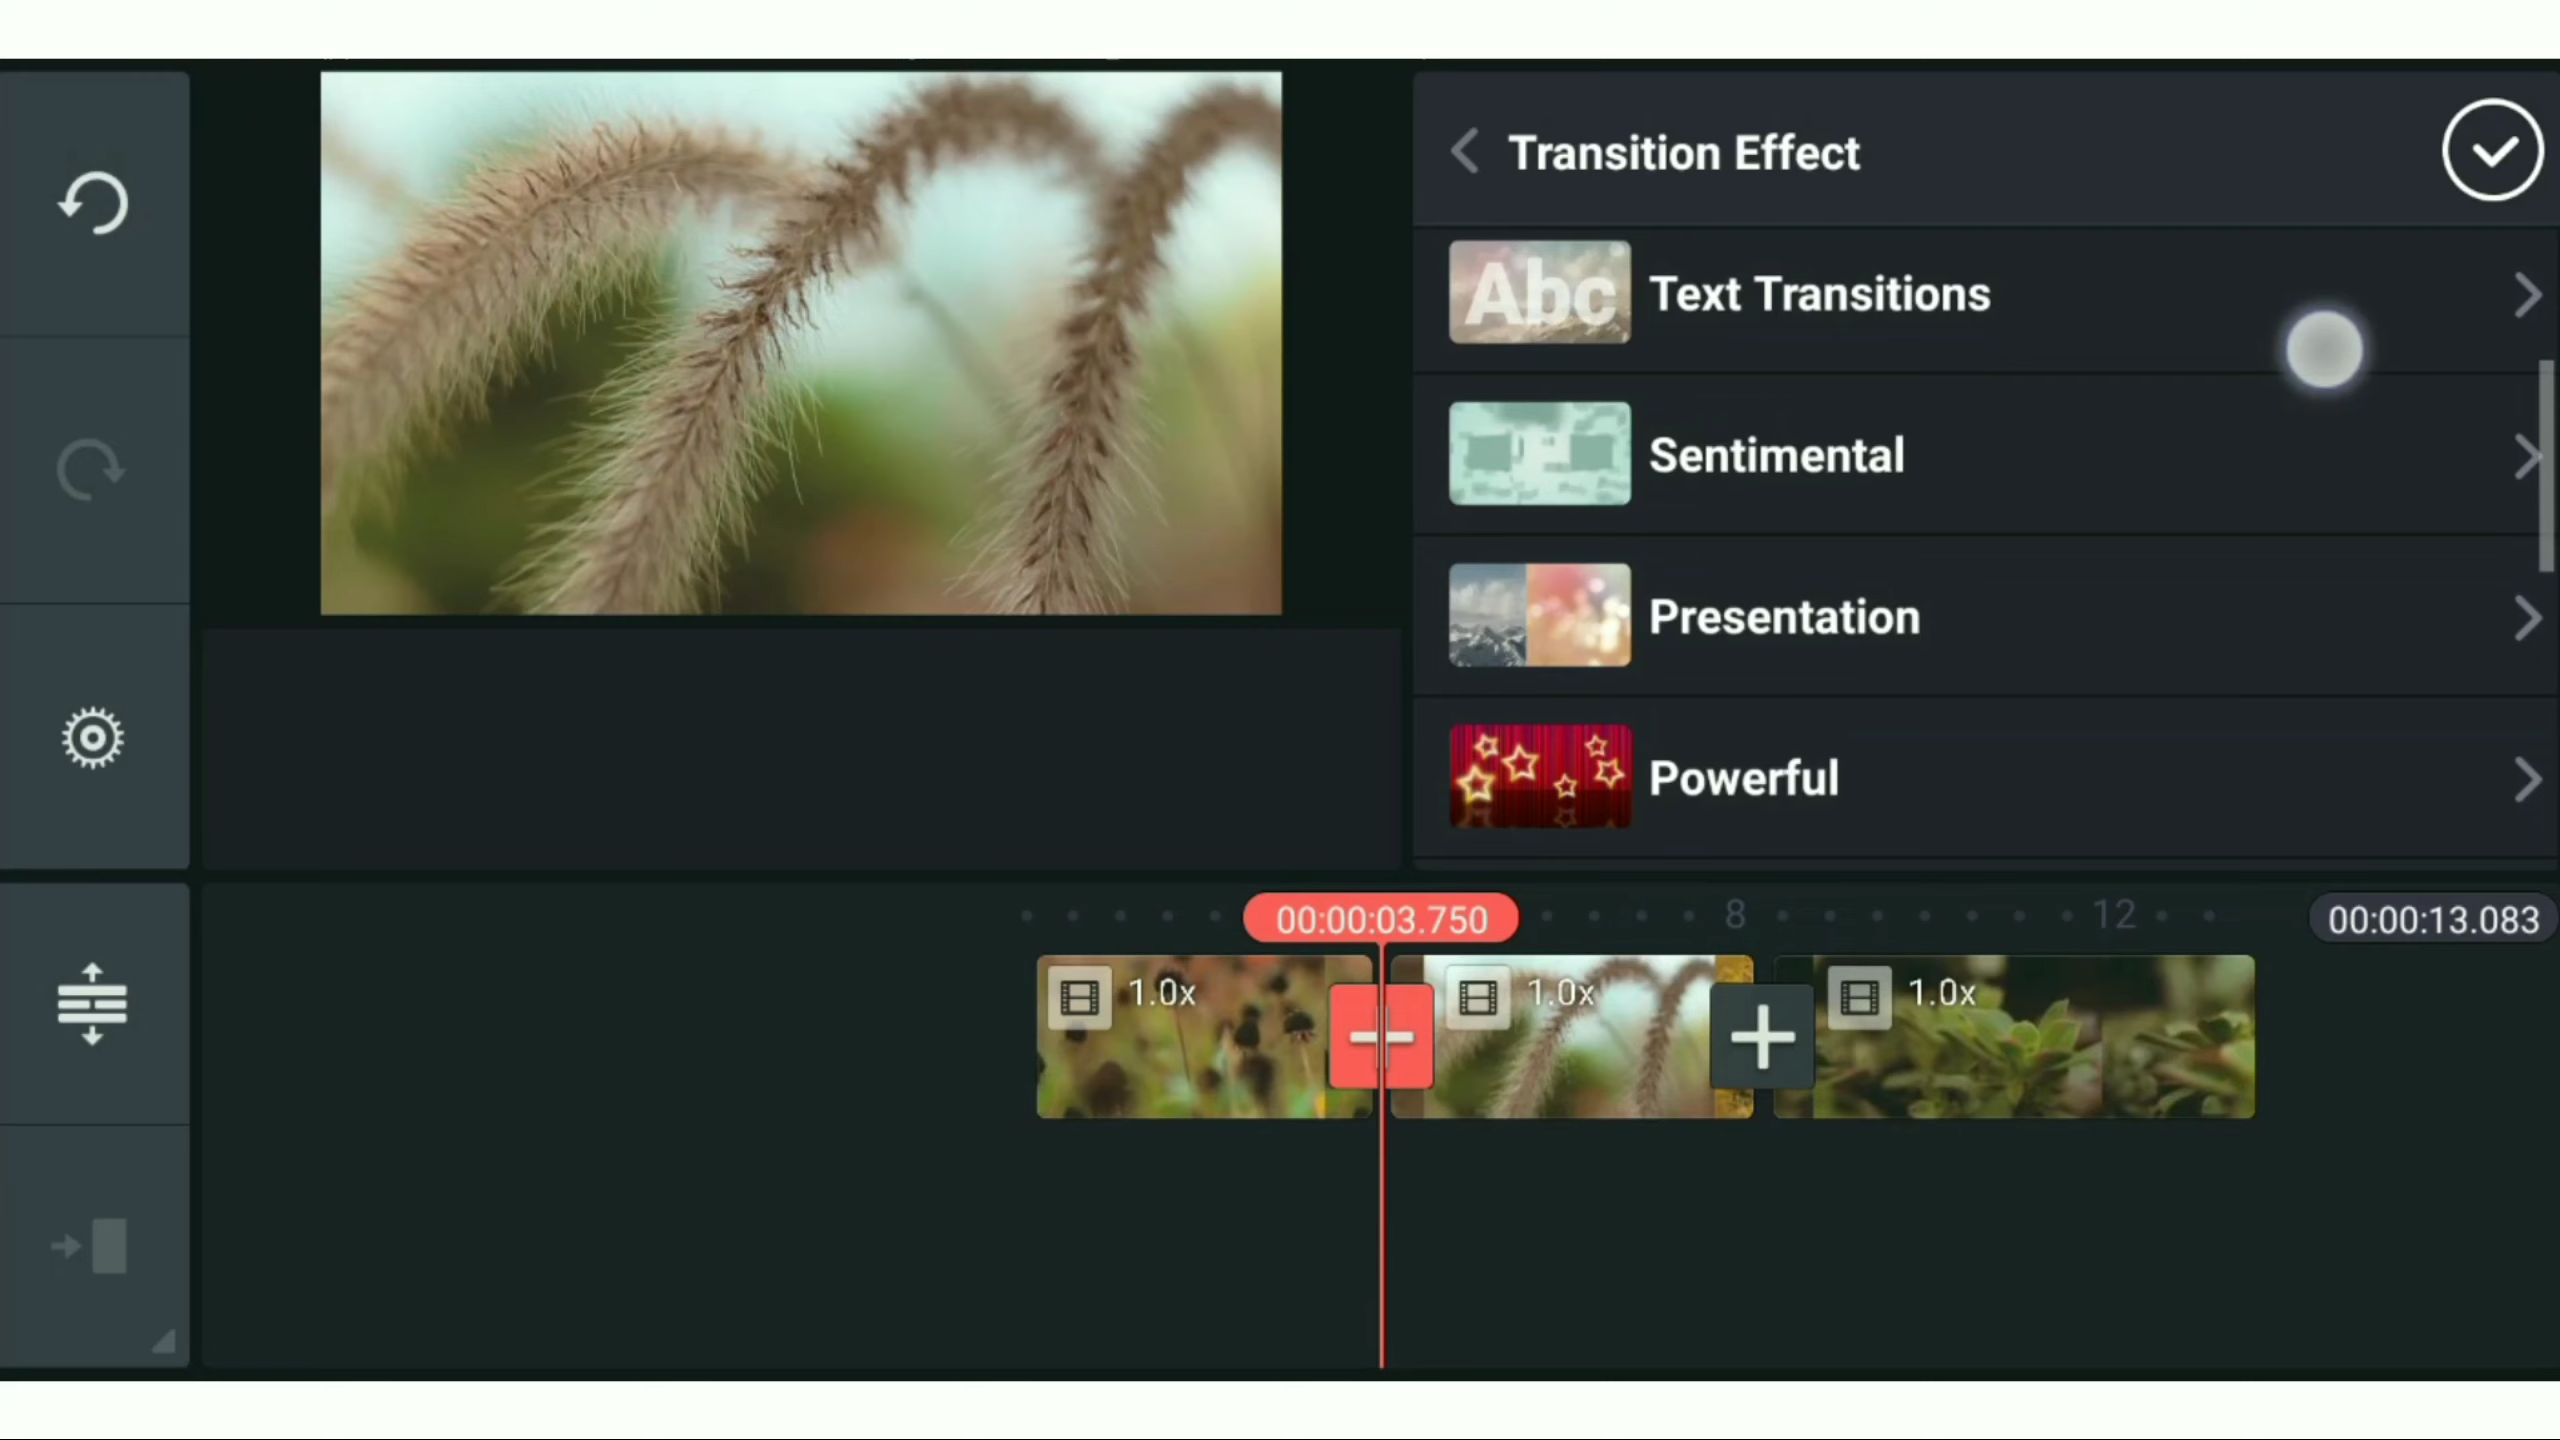 Transition Effect
Abc
Text Transitions
Sentimental
Presentation
Powerful
00:00:03.750
8
12
00:00:13.083
1.0x
1.0x
1.0x